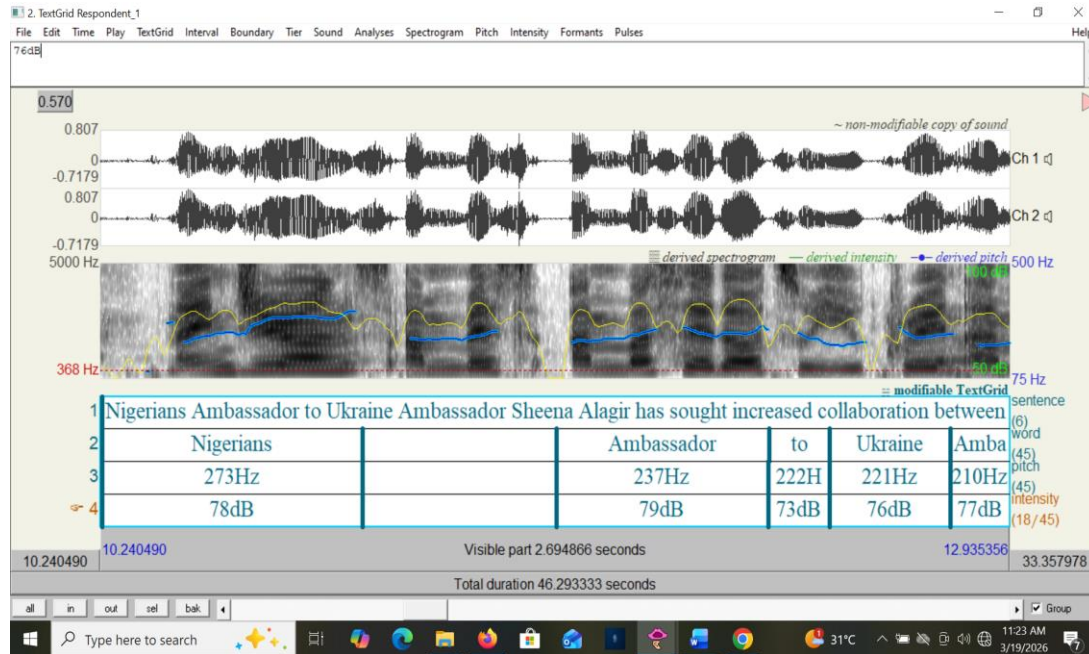 2. TextGrid Respondent_1
File Edit Time Play TextGrid Interval Boundary Tier Sound Analyses Spectrogram Pitch Intensity Formants Pulses Help
76dB
0.570
0.807
~ non-modifiable copy of sound
0
Ch 1
-0.7179
0.807
0
Ch 2
-0.7179
derived spectrogram derived intensity derived pitch
5000 Hz 500 Hz
100 dB
368 Hz
50 dB
75 Hz
modifiable TextGrid
1 Nigerians Ambassador to Ukraine Ambassador Sheena Alagir has sought increased collaboration between sentence (6)
2 Nigerians Ambassador to Ukraine Amba word (45)
3 273Hz 237Hz 222H 221Hz 210Hz pitch (45)
4 78dB 79dB 73dB 76dB 77dB intensity (18/45)
10.240490 10.240490 Visible part 2.694866 seconds 12.935356 33.357978
Total duration 46.293333 seconds
all in out sel bak Group
Type here to search 31°C 11:23 AM
3/19/2026